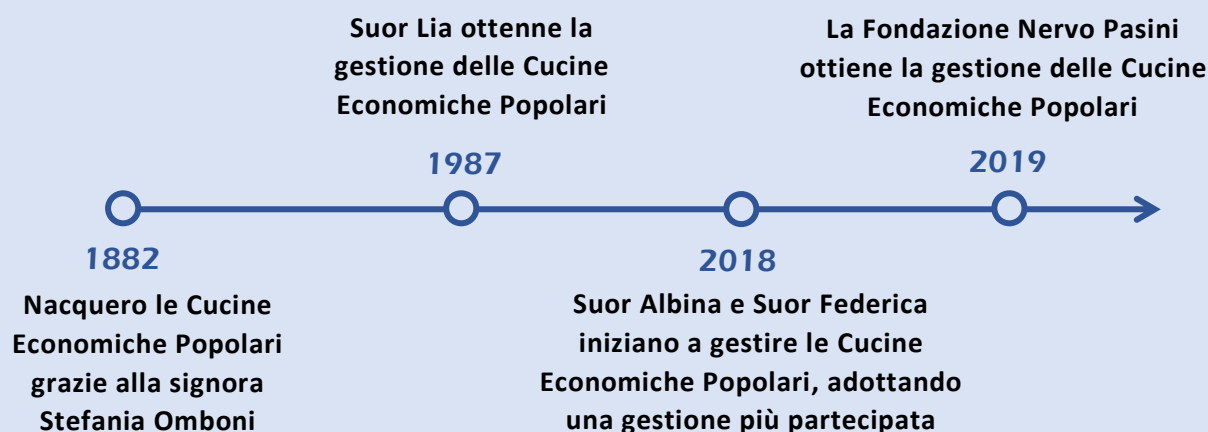 Suor Lia ottenne la
gestione delle Cucine
Economiche Popolari
1987
La Fondazione Nervo Pasini
ottiene la gestione delle Cucine
Economiche Popolari
2019
1882
Nacquero le Cucine
Economiche Popolari
grazie alla signora
Stefania Omboni
2018
Suor Albina e Suor Federica
iniziano a gestire le Cucine
Economiche Popolari, adottando
una gestione più partecipata